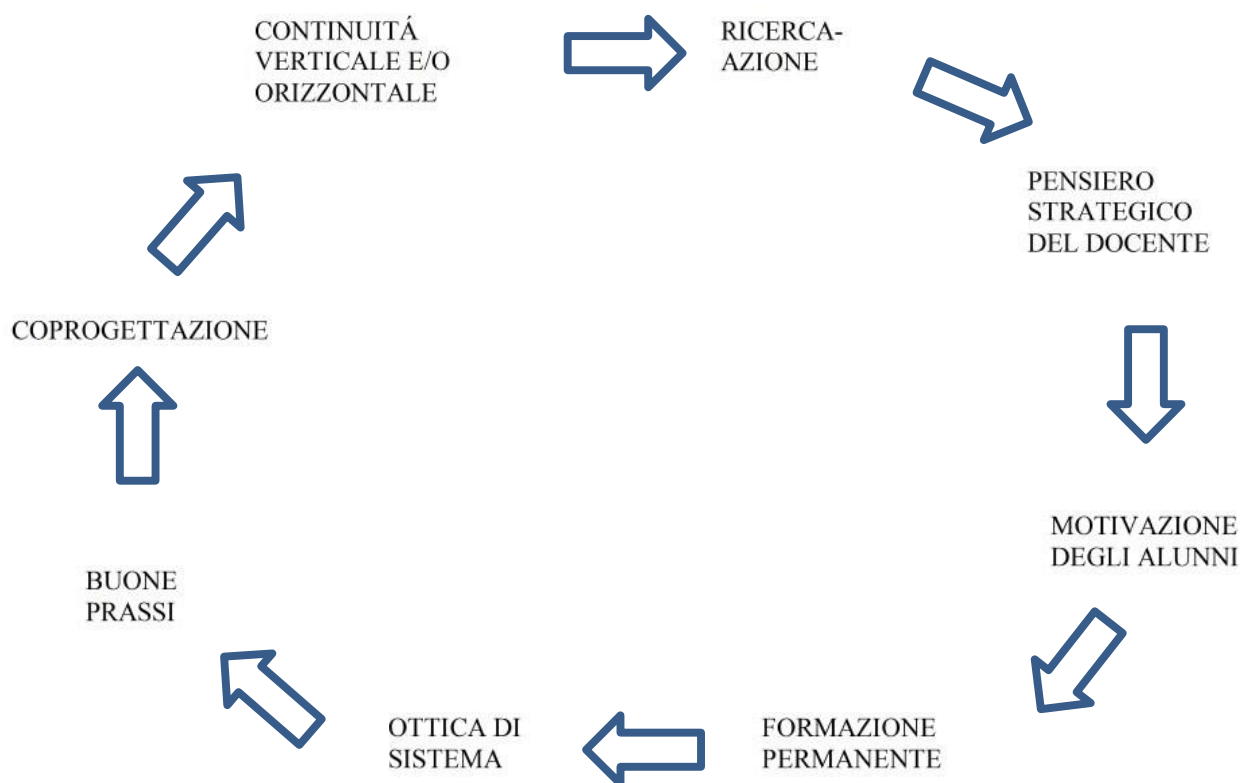 CONTINUITÁ
VERTICALE E/O
ORIZZONTALE
RICERCA-
AZIONE
PENSIERO
STRATEGICO
DEL DOCENTE
MOTIVAZIONE
DEGLI ALUNNI
FORMAZIONE
PERMANENTE
OTTICA DI
SISTEMA
BUONE
PRASSI
COPROGETTAZIONE